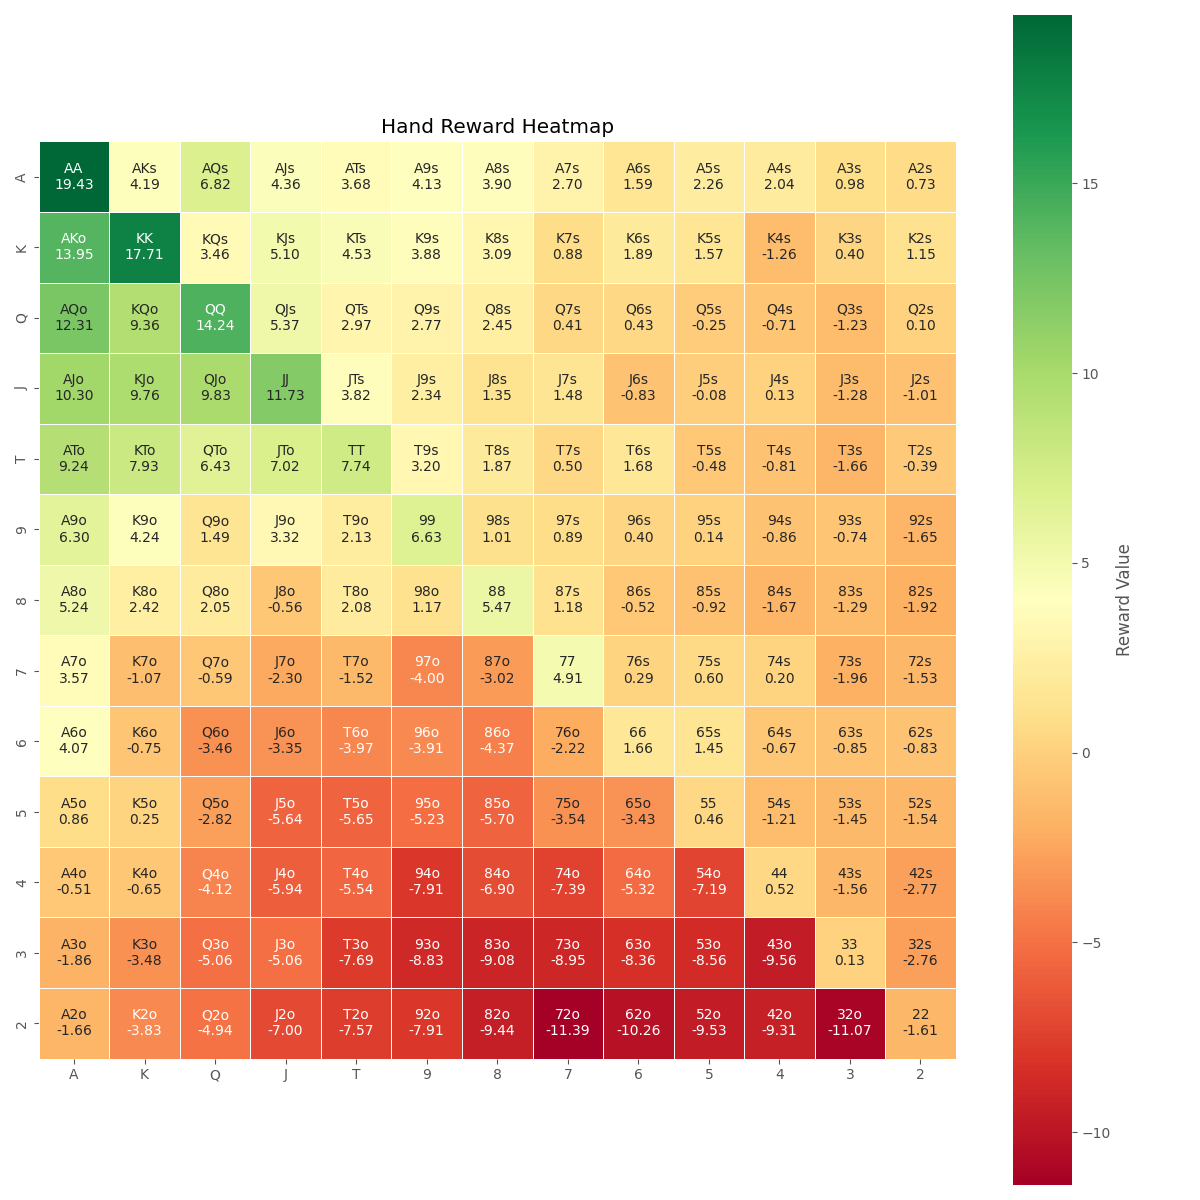 Hand Reward Heatmap
A AA AKs AQs AJs ATs A9s A8s A7s A6s A5s A4s A3s A2s
19.43 4.19 6.82 4.36 3.68 4.13 3.90 2.70 1.59 2.26 2.04 0.98 0.73
K AKo KK KQs KJs KTs K9s K8s K7s K6s K5s K4s K3s K2s
13.95 17.71 3.46 5.10 4.53 3.88 3.09 0.88 1.89 1.57 -1.26 0.40 1.15
Q AQo KQo QQ QJs QTs Q9s Q8s Q7s Q6s Q5s Q4s Q3s Q2s
12.31 9.36 14.24 5.37 2.97 2.77 2.45 0.41 0.43 -0.25 -0.71 -1.23 0.10
J AJo KJo QJo JJ JTs J9s J8s J7s J6s J5s J4s J3s J2s
10.30 9.76 9.83 11.73 3.82 2.34 1.35 1.48 -0.83 -0.08 0.13 -1.28 -1.01
T ATo KTo QTo JTo TT T9s T8s T7s T6s T5s T4s T3s T2s
9.24 7.93 6.43 7.02 7.74 3.20 1.87 0.50 1.68 -0.48 -0.81 -1.66 -0.39
9 A9o K9o Q9o J9o T9o 99 98s 97s 96s 95s 94s 93s 92s
6.30 4.24 1.49 3.32 2.13 6.63 1.01 0.89 0.40 0.14 -0.86 -0.74 -1.65
8 A8o K8o Q8o J8o T8o 98o 88 87s 86s 85s 84s 83s 82s
5.24 2.42 2.05 -0.56 2.08 1.17 5.47 1.18 -0.52 -0.92 -1.67 -1.29 -1.92
7 A7o K7o Q7o J7o T7o 97o 87o 77 76s 75s 74s 73s 72s
3.57 -1.07 -0.59 -2.30 -1.52 -4.00 -3.02 4.91 0.29 0.60 0.20 -1.96 -1.53
6 A6o K6o Q6o J6o T6o 96o 86o 76o 66 65s 64s 63s 62s
4.07 -0.75 -3.46 -3.35 -3.97 -3.91 -4.37 -2.22 1.66 1.45 -0.67 -0.85 -0.83
5 A5o K5o Q5o J5o T5o 95o 85o 75o 65o 55 54s 53s 52s
0.86 0.25 -2.82 -5.64 -5.65 -5.23 -5.70 -3.54 -3.43 0.46 -1.21 -1.45 -1.54
4 A4o K4o Q4o J4o T4o 94o 84o 74o 64o 54o 44 43s 42s
-0.51 -0.65 -4.12 -5.94 -5.54 -7.91 -6.90 -7.39 -5.32 -7.19 0.52 -1.56 -2.77
3 A3o K3o Q3o J3o T3o 93o 83o 73o 63o 53o 43o 33 32s
-1.86 -3.48 -5.06 -5.06 -7.69 -8.83 -9.08 -8.95 -8.36 -8.56 -9.56 0.13 -2.76
2 A2o K2o Q2o J2o T2o 92o 82o 72o 62o 52o 42o 32o 22
-1.66 -3.83 -4.94 -7.00 -7.57 -7.91 -9.44 -11.39 -10.26 -9.53 -9.31 -11.07 -1.61
A K Q J T 9 8 7 6 5 4 3 2
15
10
5
0
−5
−10
Reward Value